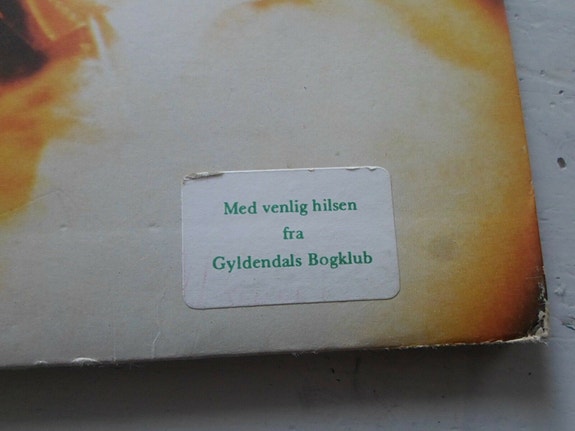 Med venlig hilsen
fra
Gyldendals Bogklub